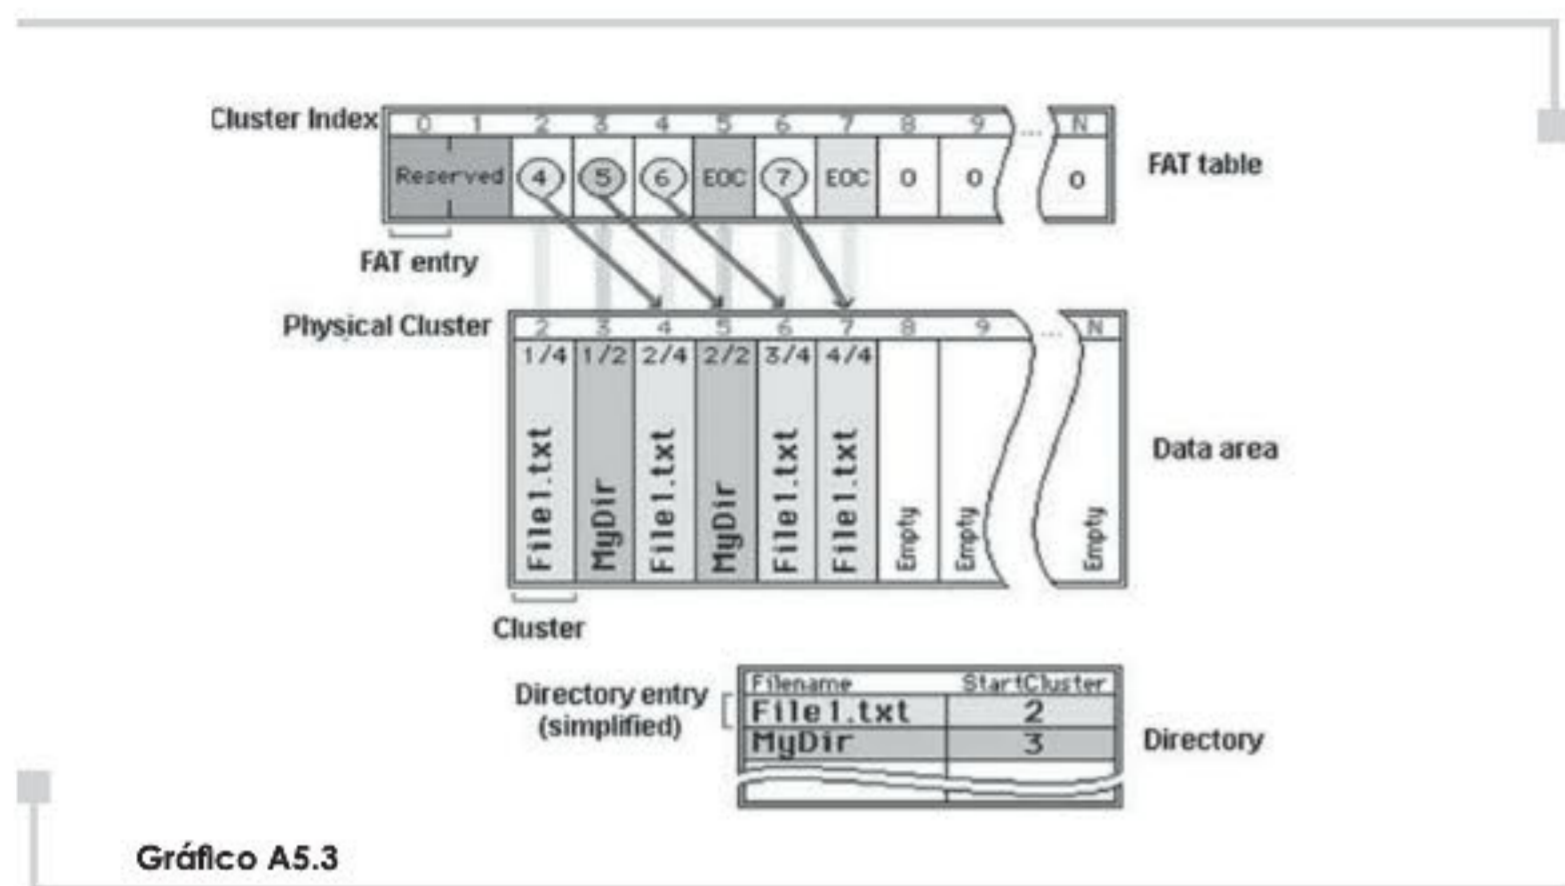 Cluster Index 0 1 2 3 4 5 6 7 8 9 ... N
Reserved 4 5 6 EOC 7 EOC 0 0 0
FAT table
FAT entry
Physical Cluster 2 3 4 5 6 7 8 9 ... N
1/4 1/2 2/4 2/2 3/4 4/4
File1.txt MyDir File1.txt MyDir File1.txt File1.txt Empty Empty Empty
Data area
Cluster
Directory entry
(simplified)
Filename StartCluster
File1.txt 2
MyDir 3
Directory
Gráfico A5.3